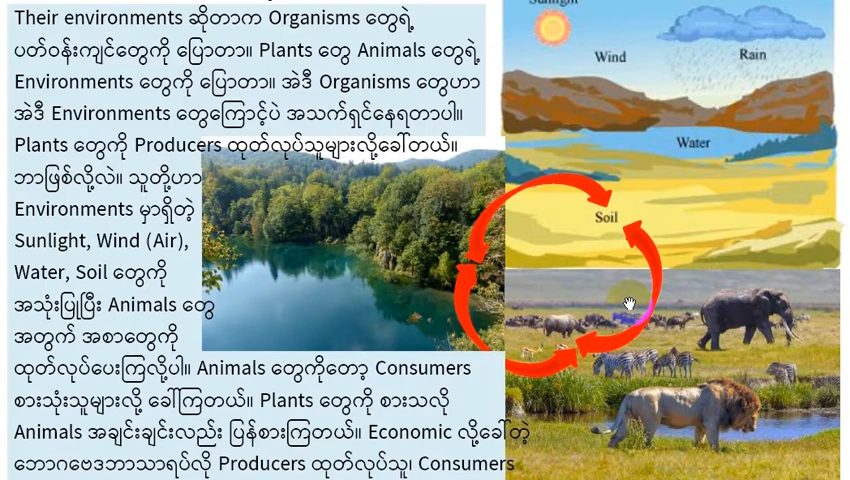 Their environments ဆိုတာက Organisms တွေရဲ့
ပတ်ဝန်းကျင်တွေကို ပြောတာ။ Plants တွေ Animals တွေရဲ့
Environments တွေကို ပြောတာ။ အဲဒီ Organisms တွေဟာ
အဲဒီ Environments တွေကြောင့်ပဲ အသက်ရှင်နေရတာပါ။
Plants တွေကို Producers ထုတ်လုပ်သူများလို့ခေါ်တယ်။
ဘာဖြစ်လို့လဲ။ သူတို့ဟာ
Environments မှာရှိတဲ့
Sunlight, Wind (Air),
Water, Soil တွေကို
အသုံးပြုပြီး Animals တွေ
အတွက် အစာတွေကို
ထုတ်လုပ်ပေးကြလို့ပါ။ Animals တွေကိုတော့ Consumers
စားသုံးသူများလို့ ခေါ်ကြတယ်။ Plants တွေကို စားသလို
Animals အချင်းချင်းလည်း ပြန်စားကြတယ်။ Economic လို့ခေါ်တဲ့
ဘောဂဗေဒဘာသာရပ်လို Producers ထုတ်လုပ်သူ၊ Consumers
Sunlight
Wind
Rain
Water
Soil